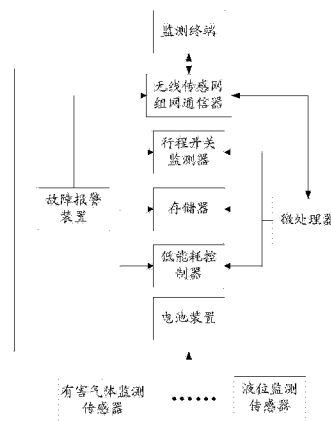 监测终端
无线传感网
组网通信器
行程开关
监测器
故障报警
装置
存储器
微处理器
低能耗控
制器
电池装置
有害气体监测
传感器
••••••
液位监测
传感器